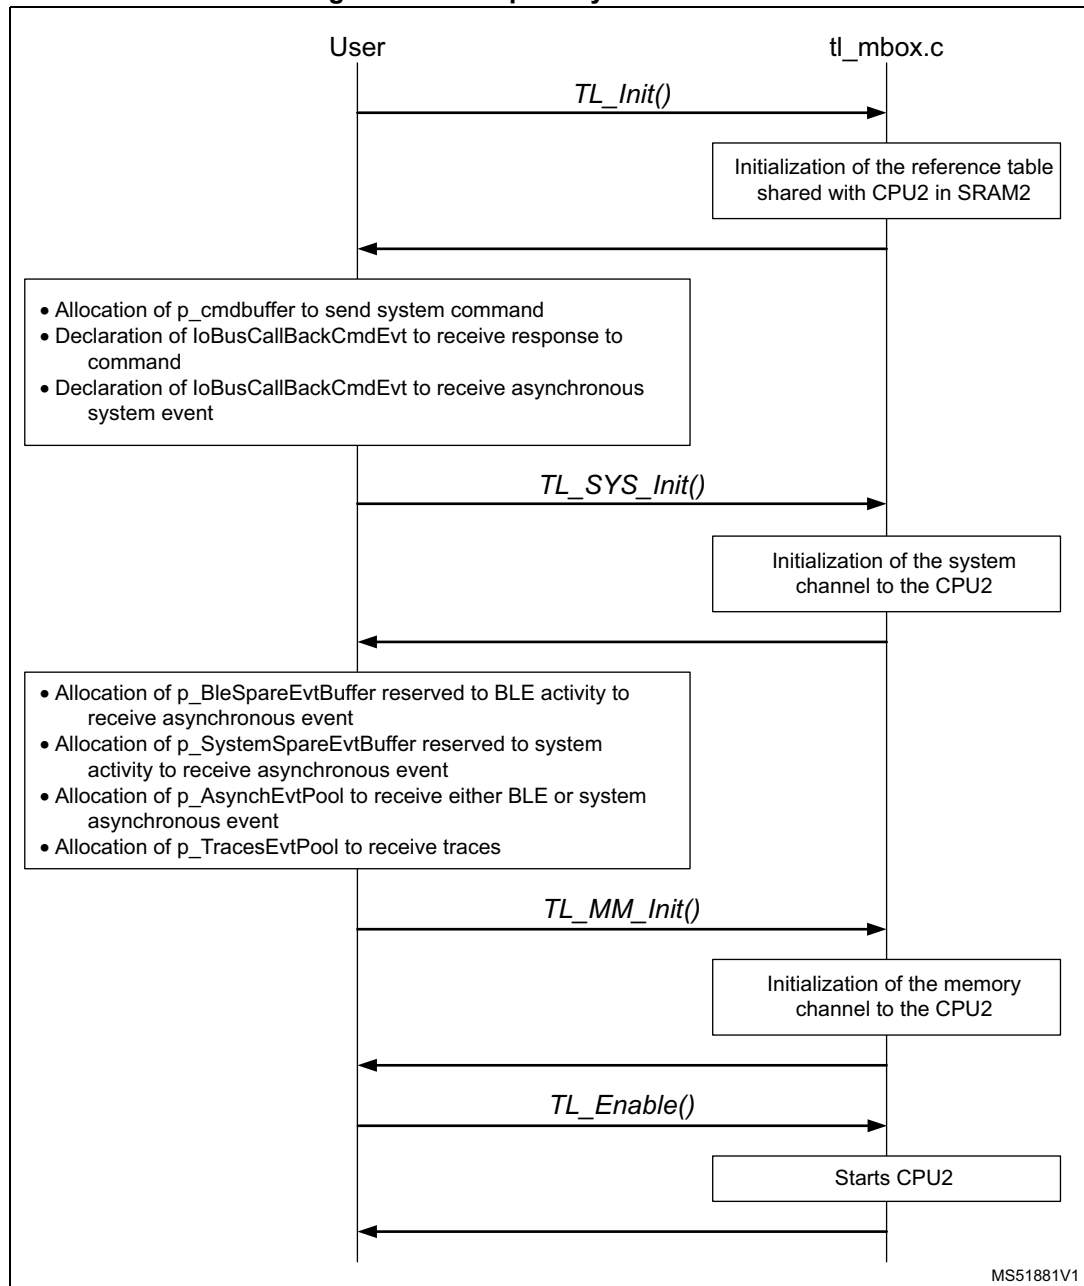 User
tl_mbox.c
TL_Init()
Initialization of the reference table
shared with CPU2 in SRAM2
• Allocation of p_cmdbuffer to send system command
• Declaration of IoBusCallBackCmdEvt to receive response to
command
• Declaration of IoBusCallBackCmdEvt to receive asynchronous
system event
TL_SYS_Init()
Initialization of the system
channel to the CPU2
• Allocation of p_BleSpareEvtBuffer reserved to BLE activity to
receive asynchronous event
• Allocation of p_SystemSpareEvtBuffer reserved to system
activity to receive asynchronous event
• Allocation of p_AsynchEvtPool to receive either BLE or system
asynchronous event
• Allocation of p_TracesEvtPool to receive traces
TL_MM_Init()
Initialization of the memory
channel to the CPU2
TL_Enable()
Starts CPU2
MS51881V1